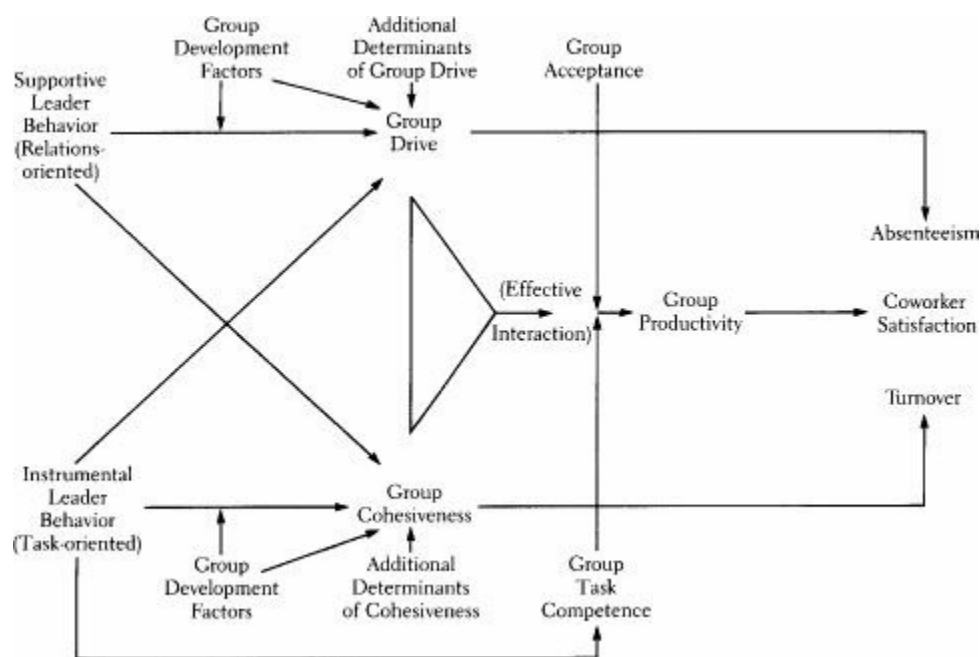 Group
Development
Factors
Additional
Determinants
of Group Drive
Group
Acceptance
Supportive
Leader
Behavior
(Relations-
oriented)
Group
Drive
Absenteeism
(Effective
Interaction)
Group
Productivity
Coworker
Satisfaction
Turnover
Instrumental
Leader
Behavior
(Task-oriented)
Group
Cohesiveness
Group
Development
Factors
Additional
Determinants
of Cohesiveness
Group
Task
Competence